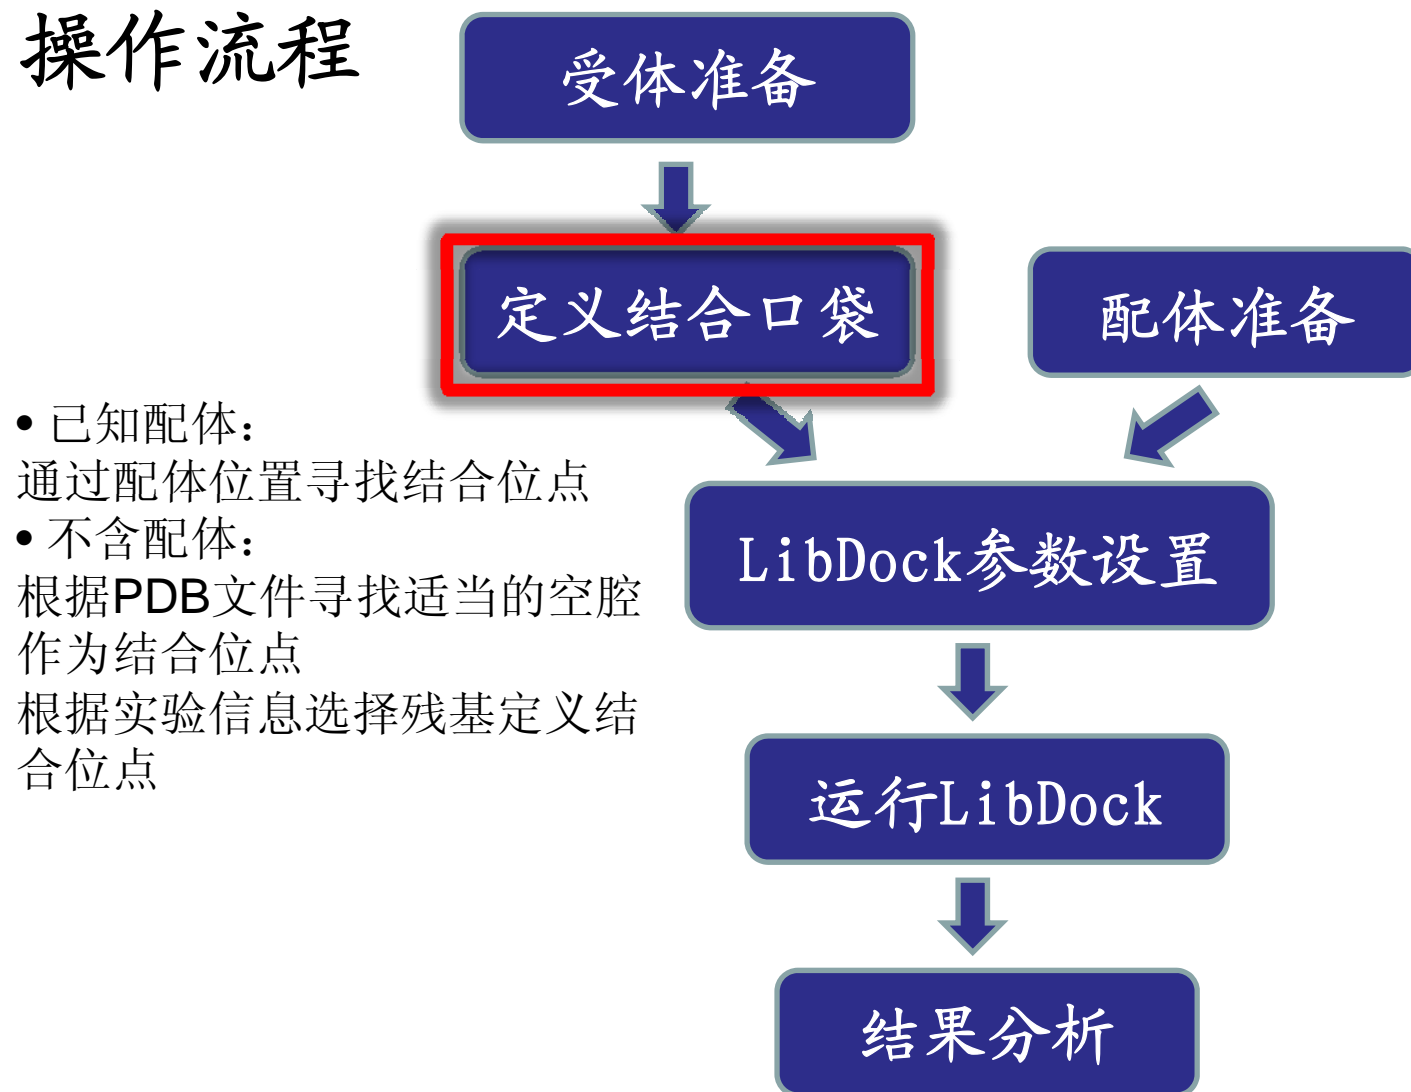 操作流程
受体准备
定义结合口袋
配体准备
• 已知配体：
通过配体位置寻找结合位点
• 不含配体：
根据PDB文件寻找适当的空腔
作为结合位点
根据实验信息选择残基定义结
合位点
LibDock参数设置
运行LibDock
结果分析